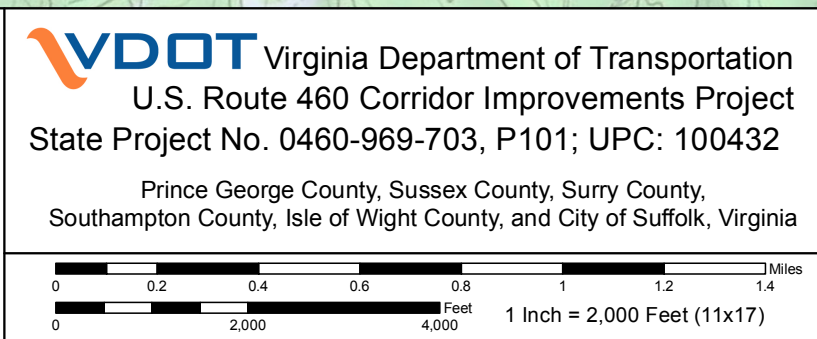 VDOT Virginia Department of Transportation
U.S. Route 460 Corridor Improvements Project
State Project No. 0460-969-703, P101; UPC: 100432
Prince George County, Sussex County, Surry County,
Southampton County, Isle of Wight County, and City of Suffolk, Virginia
Miles
0 0.2 0.4 0.6 0.8 1 1.2 1.4
Feet
0 2,000 4,000
1 Inch = 2,000 Feet (11x17)